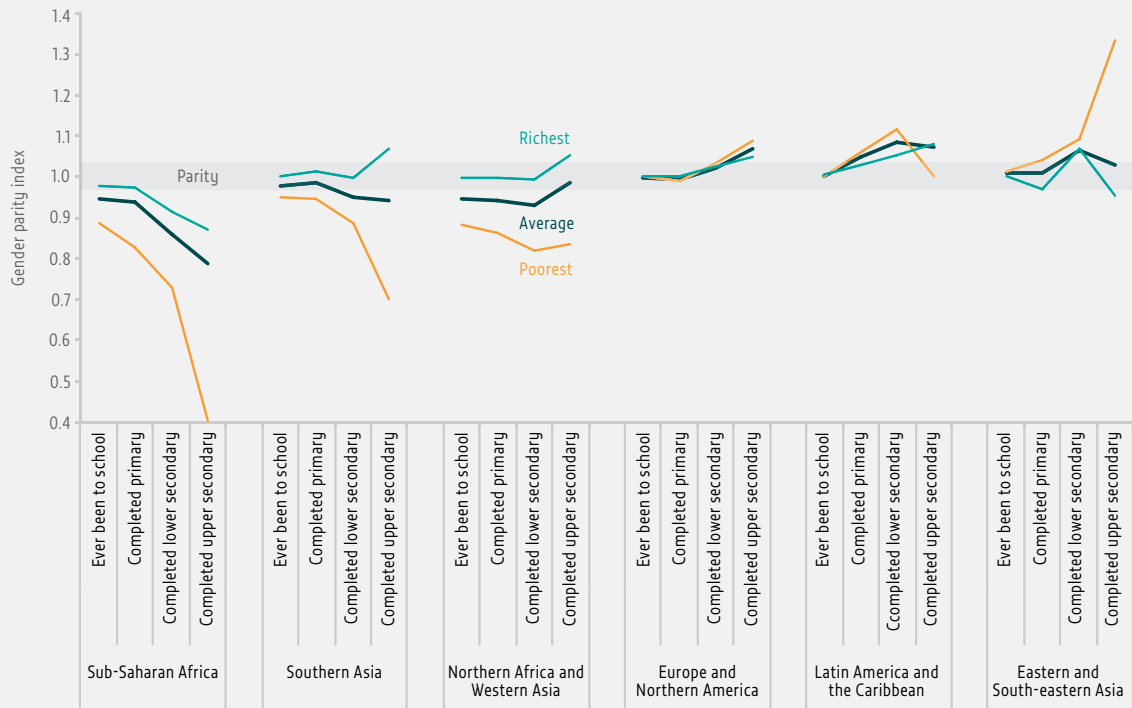 1.4
1.3
1.2
1.1
1.0
0.9
0.8
0.7
0.6
0.5
0.4
Gender parity index
Parity
Richest
Average
Poorest
Ever been to school
Completed primary
Completed lower secondary
Completed upper secondary
Sub-Saharan Africa
Ever been to school
Completed primary
Completed lower secondary
Completed upper secondary
Southern Asia
Ever been to school
Completed primary
Completed lower secondary
Completed upper secondary
Northern Africa and
Western Asia
Ever been to school
Completed primary
Completed lower secondary
Completed upper secondary
Europe and
Northern America
Ever been to school
Completed primary
Ccompleted lower secondary
Completed upper secondary
Latin America and
the Caribbean
Ever been to school
Completed primary
Completed lower secondary
Completed upper secondary
Eastern and
South-eastern Asia